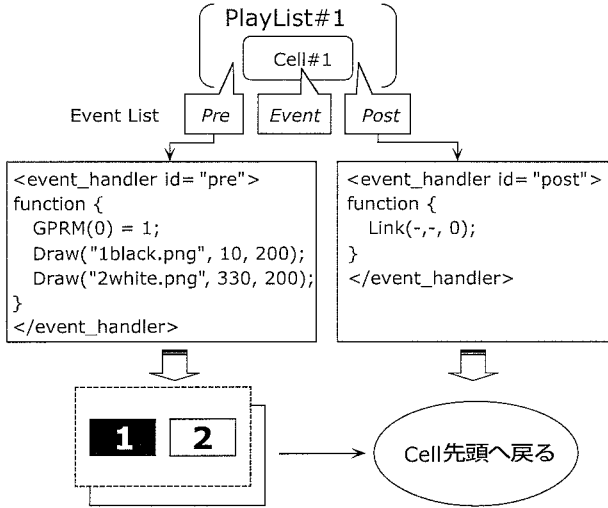 PlayList#1
Cell#1
Event List
Pre
Event
Post
<event_handler id= "pre">
function {
GPRM(0) = 1;
Draw("1black.png", 10, 200);
Draw("2white.png", 330, 200);
}
</event_handler>
<event_handler id= "post">
function {
Link(-,-, 0);
}
</event_handler>
1
2
Cell先頭へ戻る